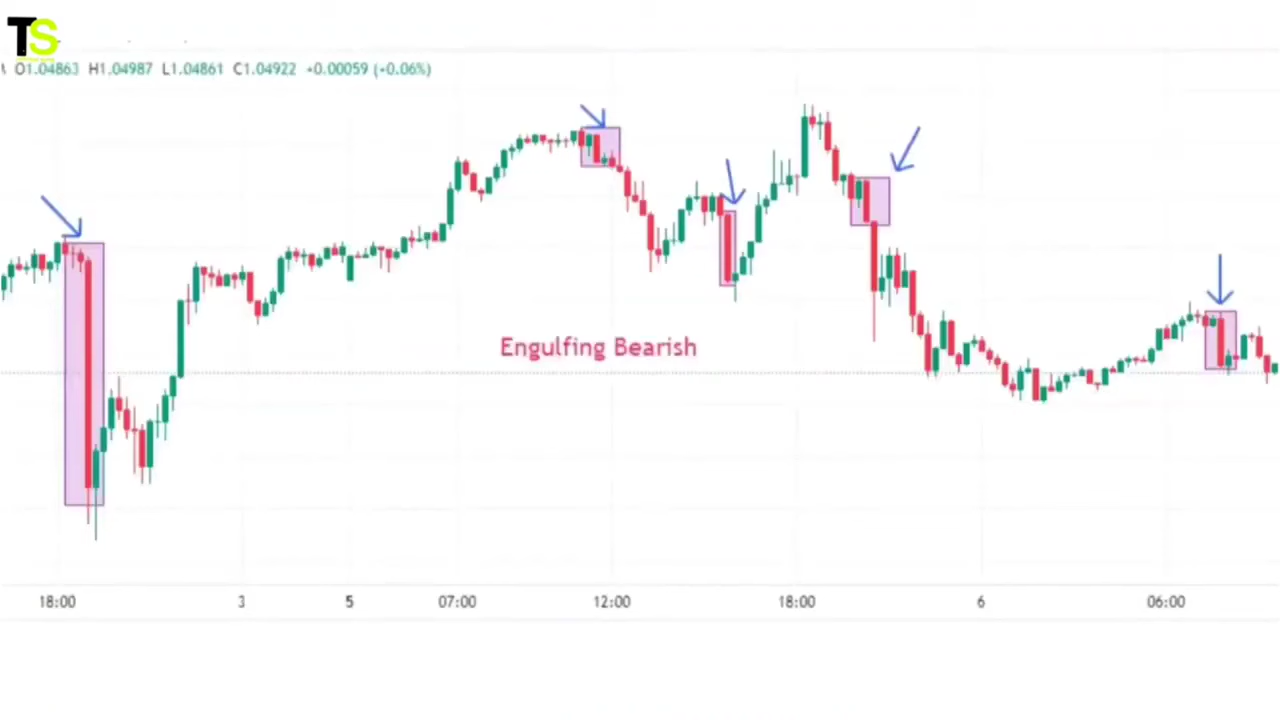 TS
O1.04863 H1.04987 L1.04861 C1.04922 +0.00059 (+0.06%)
Engulfing Bearish
18:00 3 5 07:00 12:00 18:00 6 06:00